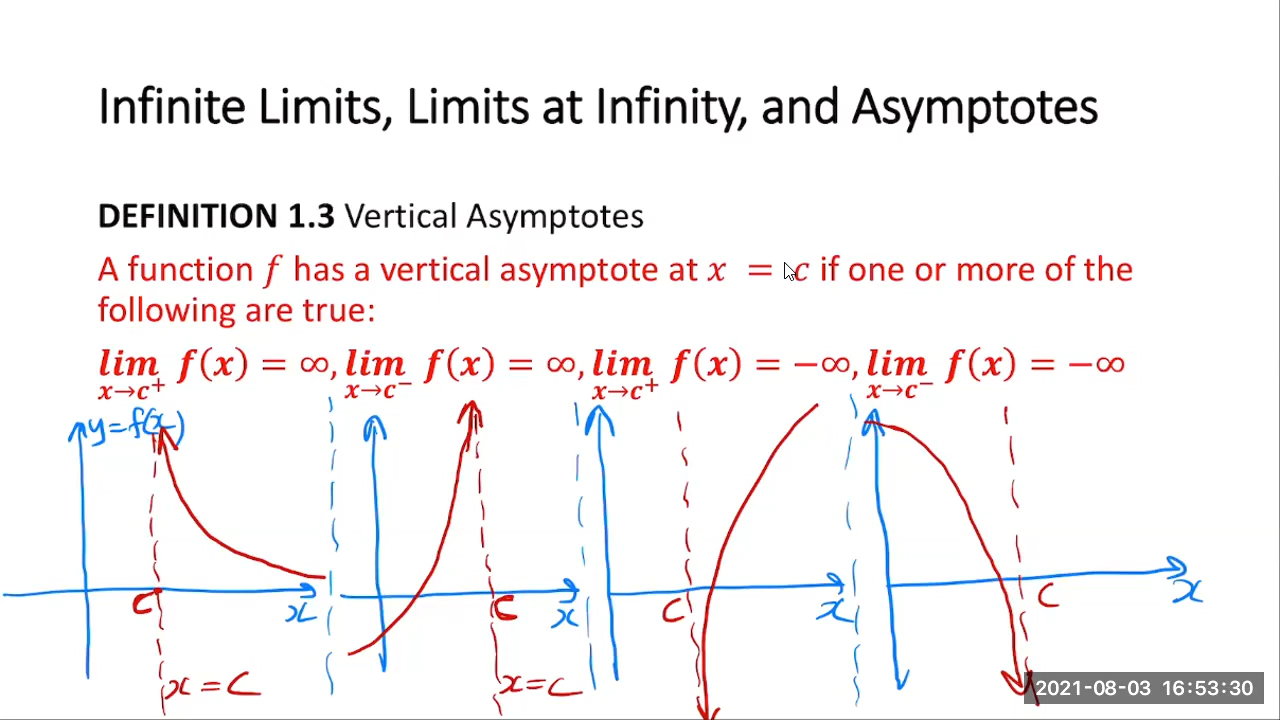 Infinite Limits, Limits at Infinity, and Asymptotes
DEFINITION 1.3 Vertical Asymptotes
A function f has a vertical asymptote at x = c if one or more of the
following are true:
lim x→c⁺ f(x) = ∞, lim x→c⁻ f(x) = ∞, lim x→c⁺ f(x) = −∞, lim x→c⁻ f(x) = −∞
y=f(x)
c x c x c x c x
x=c x=c
2021-08-03 16:53:30